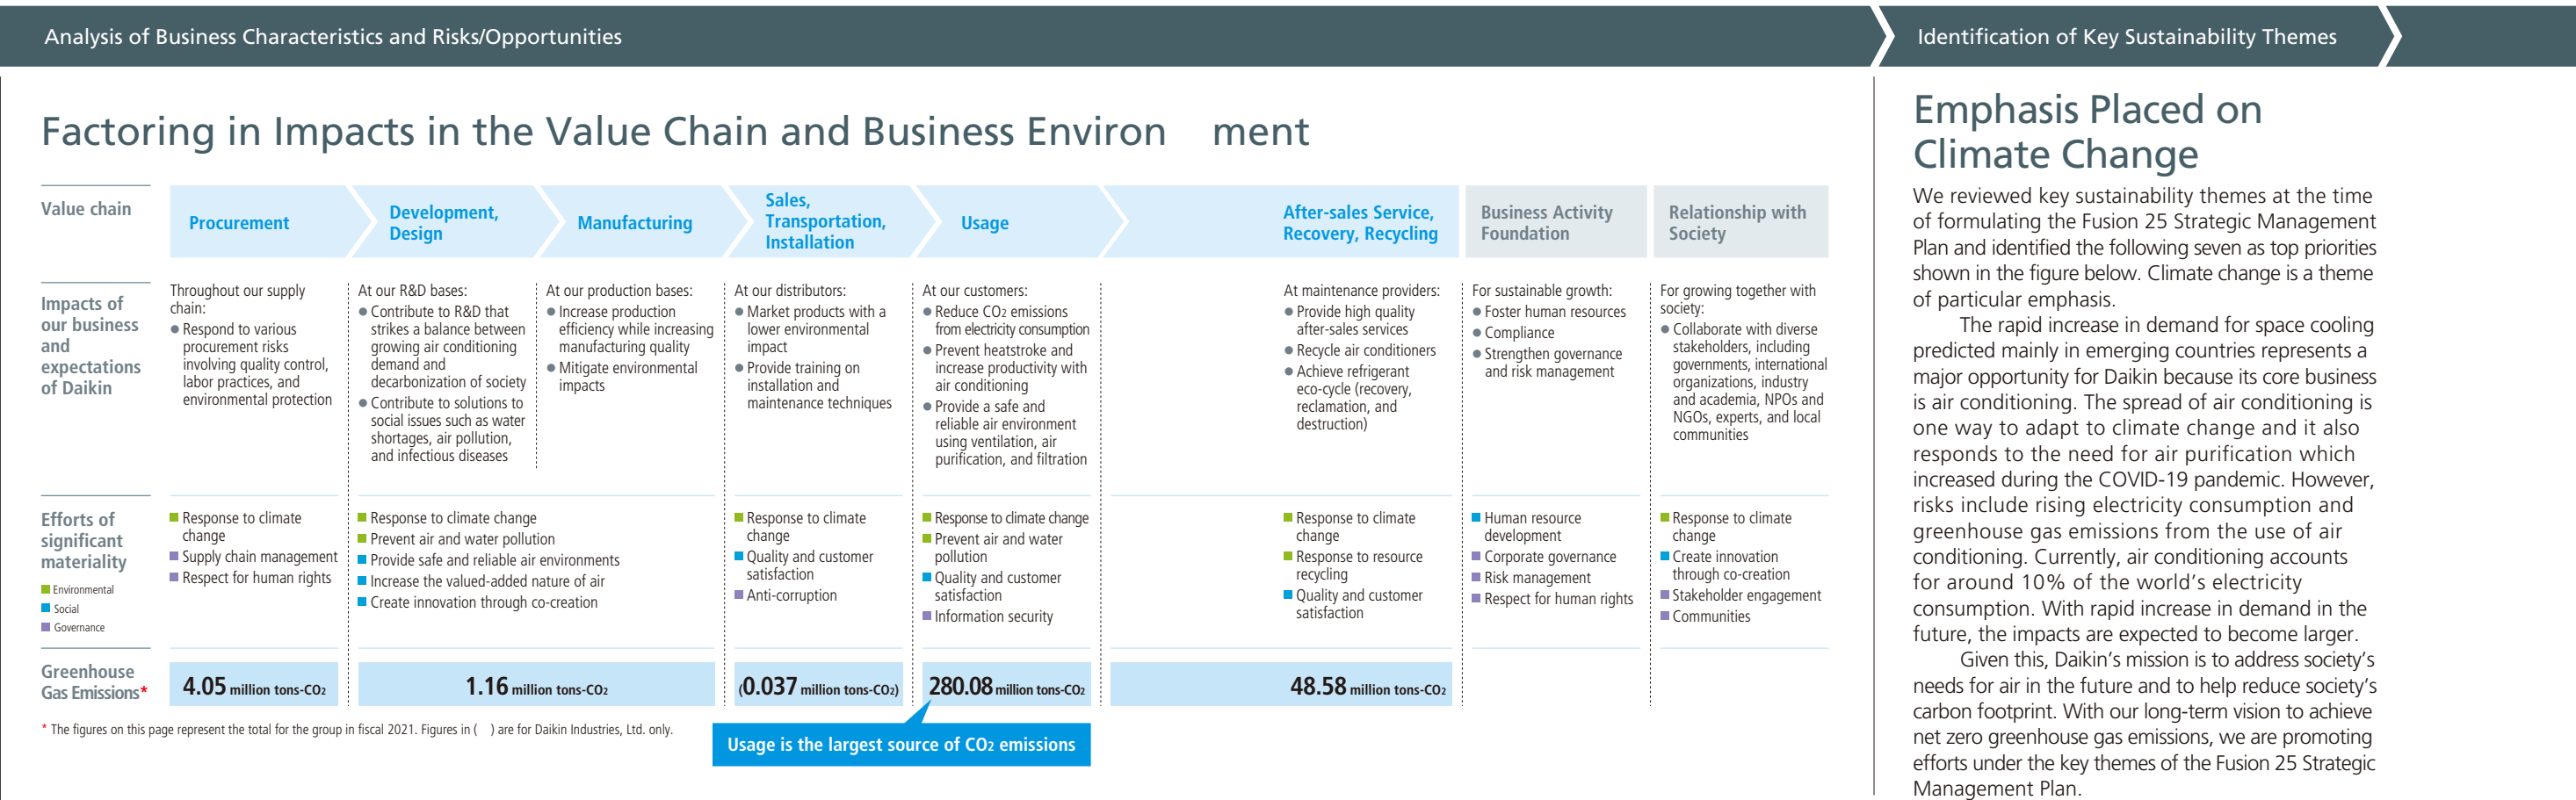 Analysis of Business Characteristics and Risks/Opportunities
Identification of Key Sustainability Themes
Factoring in Impacts in the Value Chain and Business Environ ment
Value chain
Procurement
Development,
Design
Manufacturing
Sales,
Transportation,
Installation
Usage
After-sales Service,
Recovery, Recycling
Business Activity
Foundation
Relationship with
Society
Impacts of
our business
and
expectations
of Daikin
Throughout our supply
chain:
● Respond to various
procurement risks
involving quality control,
labor practices, and
environmental protection
At our R&D bases:
● Contribute to R&D that
strikes a balance between
growing air conditioning
demand and
decarbonization of society
● Contribute to solutions to
social issues such as water
shortages, air pollution,
and infectious diseases
At our production bases:
● Increase production
efficiency while increasing
manufacturing quality
● Mitigate environmental
impacts
At our distributors:
● Market products with a
lower environmental
impact
● Provide training on
installation and
maintenance techniques
At our customers:
● Reduce CO2 emissions
from electricity consumption
● Prevent heatstroke and
increase productivity with
air conditioning
● Provide a safe and
reliable air environment
using ventilation, air
purification, and filtration
At maintenance providers:
● Provide high quality
after-sales services
● Recycle air conditioners
● Achieve refrigerant
eco-cycle (recovery,
reclamation, and
destruction)
For sustainable growth:
● Foster human resources
● Compliance
● Strengthen governance
and risk management
For growing together with
society:
● Collaborate with diverse
stakeholders, including
governments, international
organizations, industry
and academia, NPOs and
NGOs, experts, and local
communities
Efforts of
significant
materiality
Environmental
Social
Governance
Response to climate
change
Supply chain management
Respect for human rights
Response to climate change
Prevent air and water pollution
Provide safe and reliable air environments
Increase the valued-added nature of air
Create innovation through co-creation
Response to climate
change
Quality and customer
satisfaction
Anti-corruption
Response to climate change
Prevent air and water
pollution
Quality and customer
satisfaction
Information security
Response to climate
change
Response to resource
recycling
Quality and customer
satisfaction
Human resource
development
Corporate governance
Risk management
Respect for human rights
Response to climate
change
Create innovation
through co-creation
Stakeholder engagement
Communities
Greenhouse
Gas Emissions*
4.05 million tons-CO2
1.16 million tons-CO2
(0.037 million tons-CO2)
280.08 million tons-CO2
48.58 million tons-CO2
* The figures on this page represent the total for the group in fiscal 2021. Figures in ( ) are for Daikin Industries, Ltd. only.
Usage is the largest source of CO2 emissions
Emphasis Placed on
Climate Change
We reviewed key sustainability themes at the time
of formulating the Fusion 25 Strategic Management
Plan and identified the following seven as top priorities
shown in the figure below. Climate change is a theme
of particular emphasis.
The rapid increase in demand for space cooling
predicted mainly in emerging countries represents a
major opportunity for Daikin because its core business
is air conditioning. The spread of air conditioning is
one way to adapt to climate change and it also
responds to the need for air purification which
increased during the COVID-19 pandemic. However,
risks include rising electricity consumption and
greenhouse gas emissions from the use of air
conditioning. Currently, air conditioning accounts
for around 10% of the world's electricity
consumption. With rapid increase in demand in the
future, the impacts are expected to become larger.
Given this, Daikin's mission is to address society's
needs for air in the future and to help reduce society's
carbon footprint. With our long-term vision to achieve
net zero greenhouse gas emissions, we are promoting
efforts under the key themes of the Fusion 25 Strategic
Management Plan.